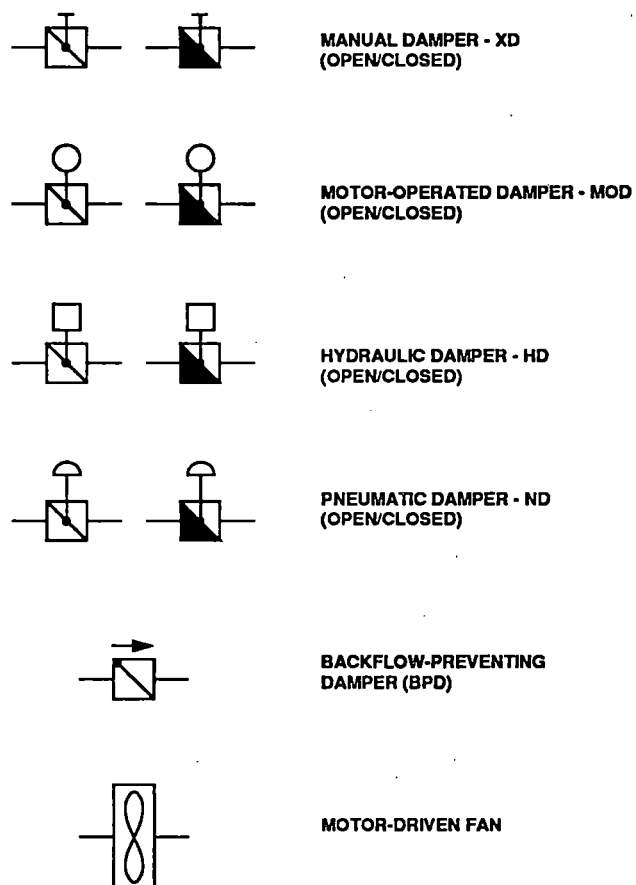 MANUAL DAMPER - XD
(OPEN/CLOSED)
MOTOR-OPERATED DAMPER - MOD
(OPEN/CLOSED)
HYDRAULIC DAMPER - HD
(OPEN/CLOSED)
PNEUMATIC DAMPER - ND
(OPEN/CLOSED)
BACKFLOW-PREVENTING
DAMPER (BPD)
MOTOR-DRIVEN FAN